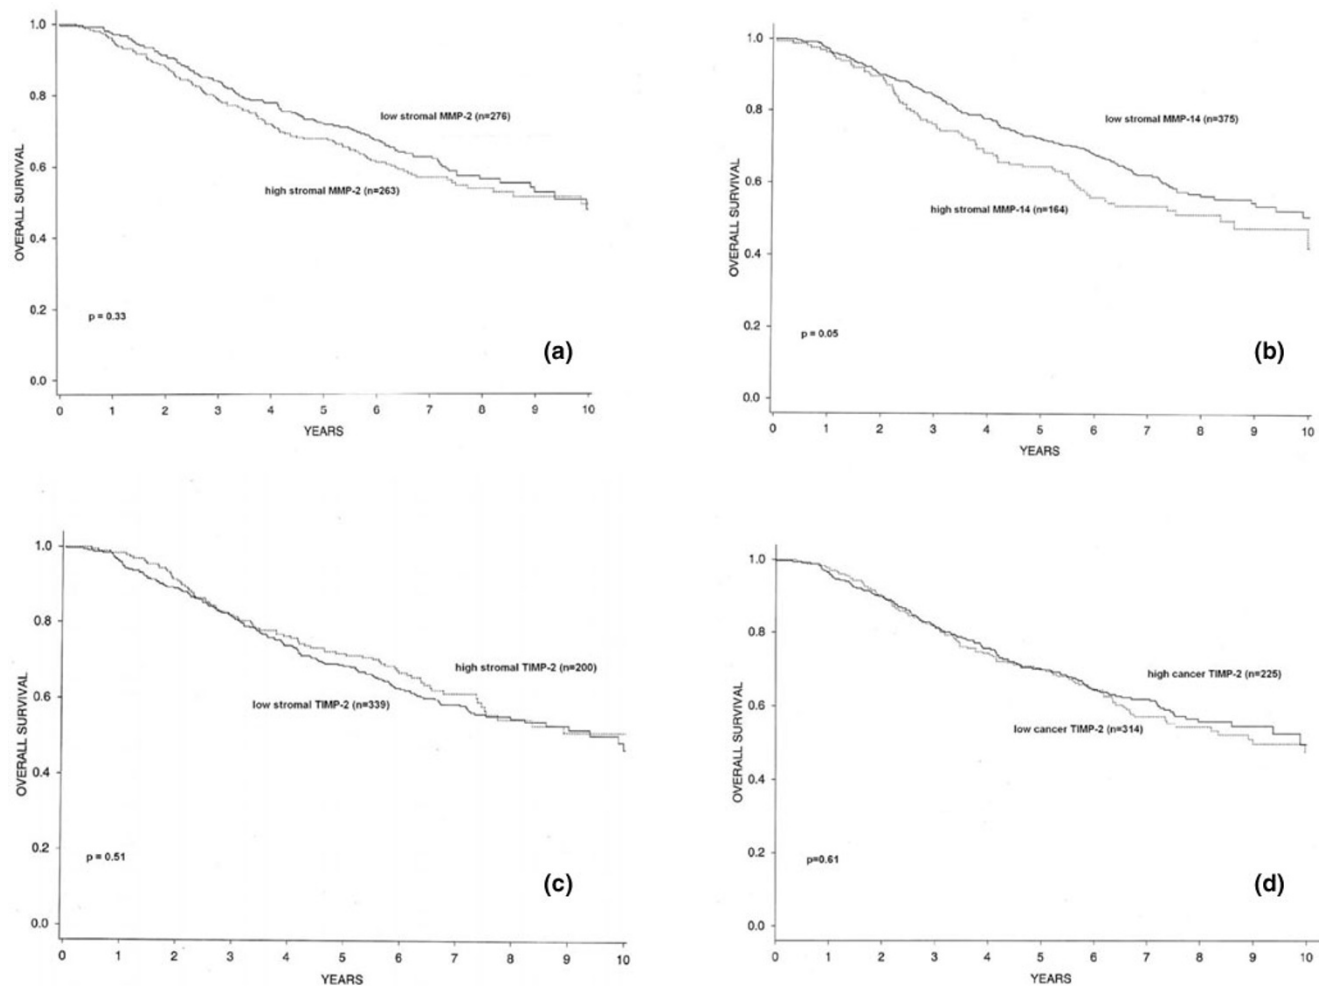 1.0
0.8
0.6
0.4
0.2
0.0
OVERALL SURVIVAL
low stromal MMP-2 (n=276)
high stromal MMP-2 (n=263)
p = 0.33
(a)
0 1 2 3 4 5 6 7 8 9 10
YEARS
1.0
0.8
0.6
0.4
0.2
0.0
OVERALL SURVIVAL
low stromal MMP-14 (n=375)
high stromal MMP-14 (n=164)
p = 0.05
(b)
0 1 2 3 4 5 6 7 8 9 10
YEARS
1.0
0.8
0.6
0.4
0.2
0.0
OVERALL SURVIVAL
high stromal TIMP-2 (n=200)
low stromal TIMP-2 (n=339)
p = 0.51
(c)
0 1 2 3 4 5 6 7 8 9 10
YEARS
1.0
0.8
0.6
0.4
0.2
0.0
OVERALL SURVIVAL
high cancer TIMP-2 (n=225)
low cancer TIMP-2 (n=314)
p=0.61
(d)
0 1 2 3 4 5 6 7 8 9 10
YEARS